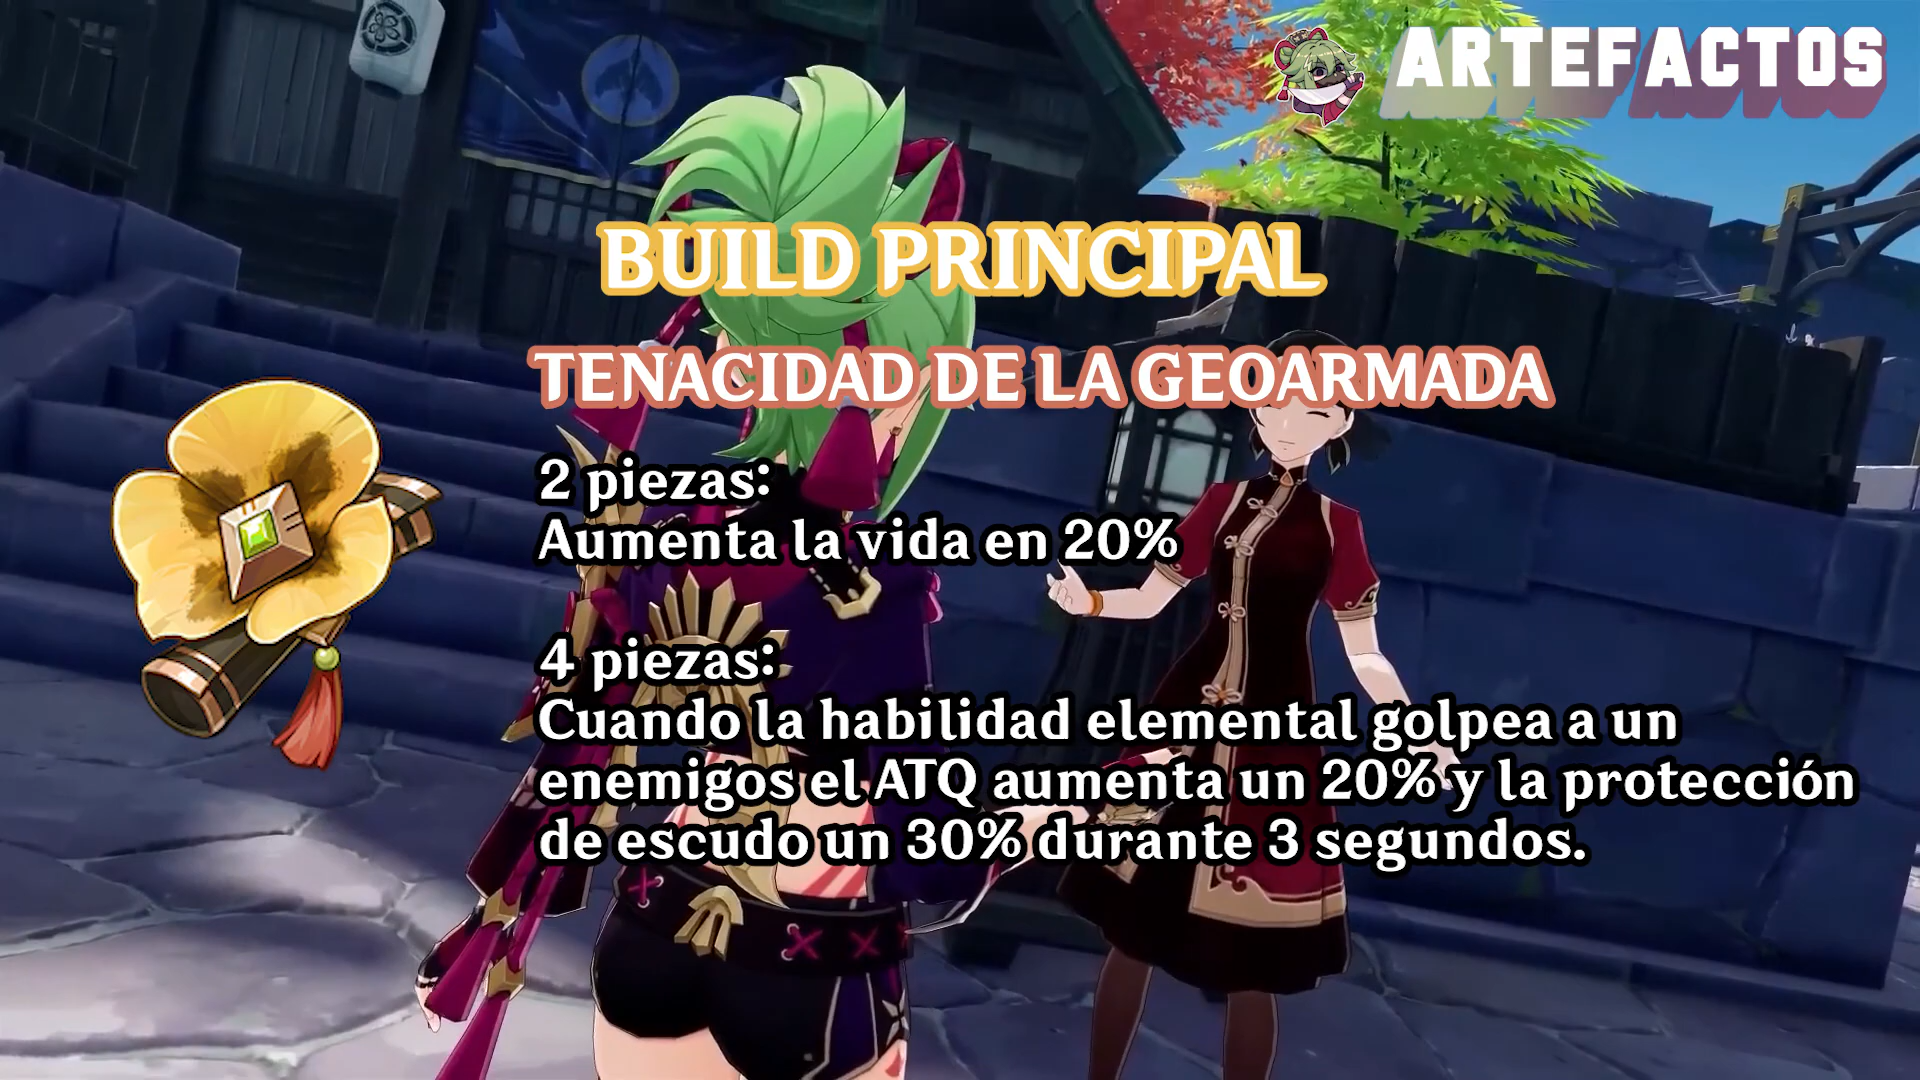 ARTEFACTOS
BUILD PRINCIPAL
TENACIDAD DE LA GEOARMADA
2 piezas:
Aumenta la vida en 20%
4 piezas:
Cuando la habilidad elemental golpea a un
enemigos el ATQ aumenta un 20% y la protección
de escudo un 30% durante 3 segundos.